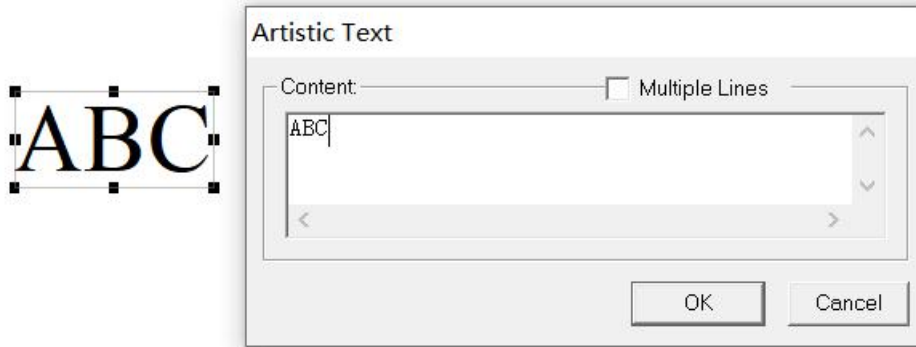 Artistic Text
Content:
Multiple Lines
ABC
ABC
OK
Cancel